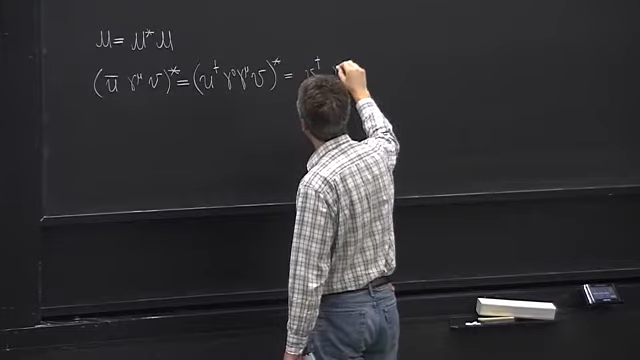 M = M* M
(ū γ^μ v)* = (u† γ⁰ γ^μ v)* = v†